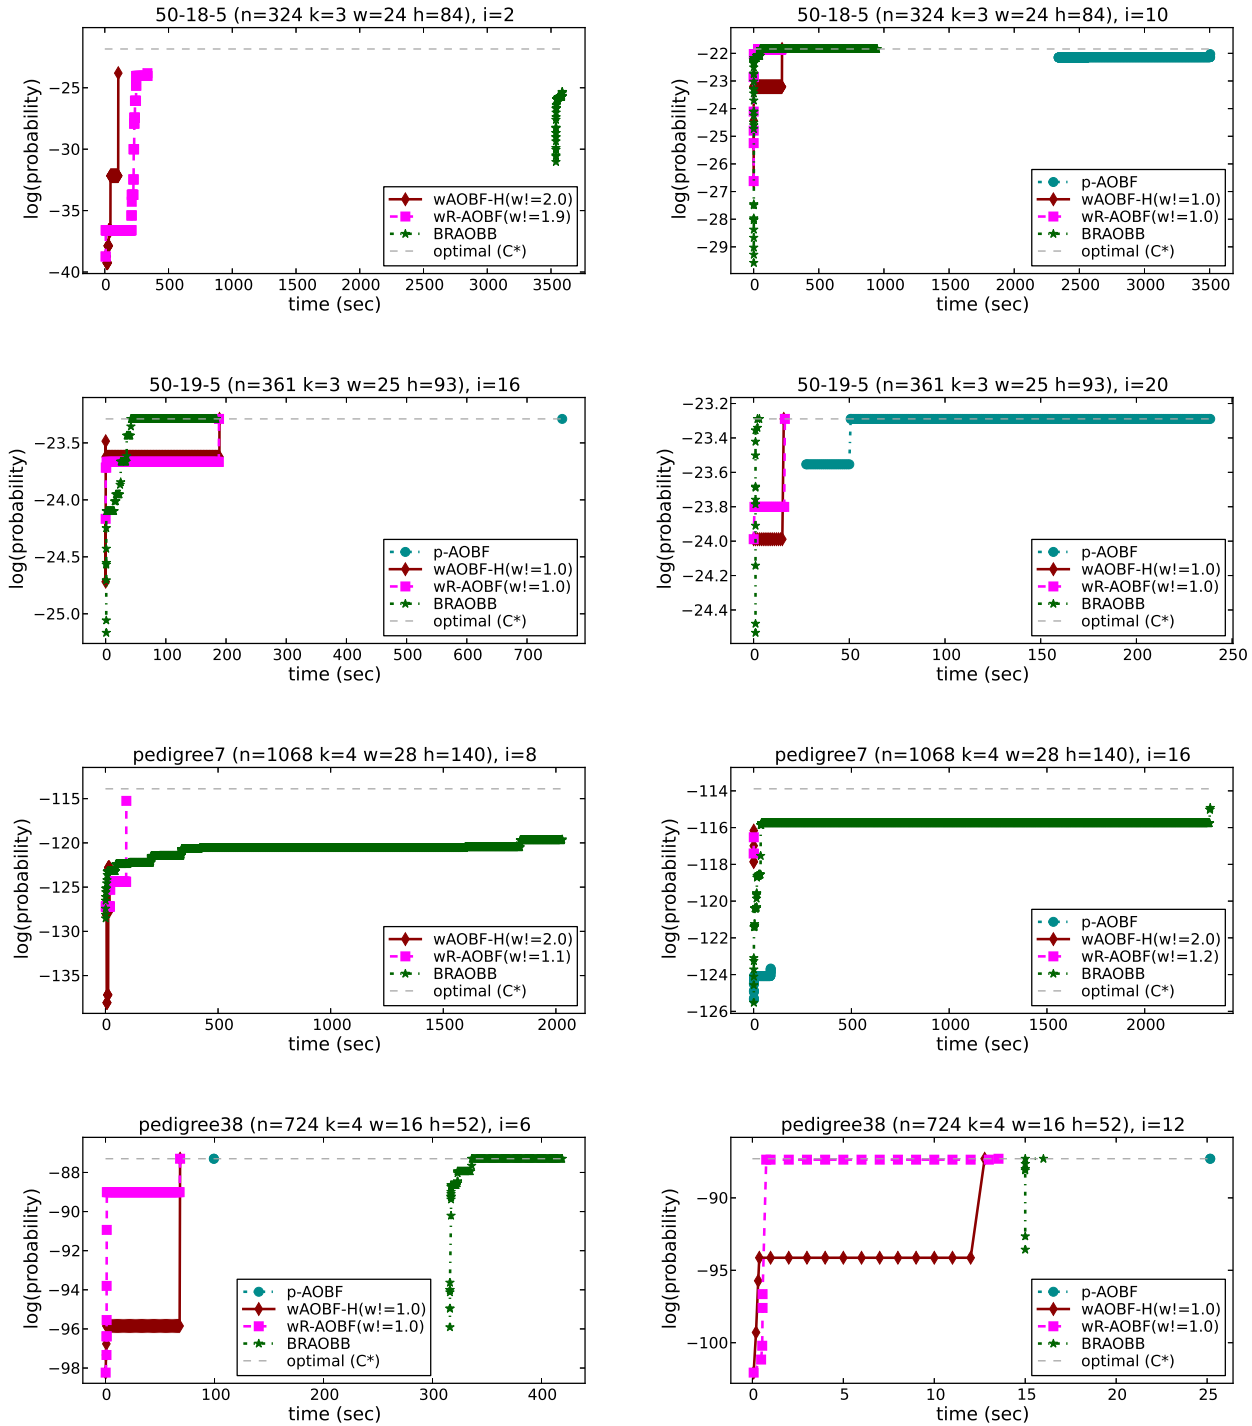 50-18-5 (n=324 k=3 w=24 h=84), i=2
log(probability)
−25
−30
−35
−40
0 500 1000 1500 2000 2500 3000 3500
time (sec)
wAOBF-H(w!=2.0)
wR-AOBF(w!=1.9)
BRAOBB
optimal (C*)
50-18-5 (n=324 k=3 w=24 h=84), i=10
log(probability)
−22
−23
−24
−25
−26
−27
−28
−29
0 500 1000 1500 2000 2500 3000 3500
time (sec)
p-AOBF
wAOBF-H(w!=1.0)
wR-AOBF(w!=1.0)
BRAOBB
optimal (C*)
50-19-5 (n=361 k=3 w=25 h=93), i=16
log(probability)
−23.5
−24.0
−24.5
−25.0
0 100 200 300 400 500 600 700
time (sec)
p-AOBF
wAOBF-H(w!=1.0)
wR-AOBF(w!=1.0)
BRAOBB
optimal (C*)
50-19-5 (n=361 k=3 w=25 h=93), i=20
log(probability)
−23.2
−23.4
−23.6
−23.8
−24.0
−24.2
−24.4
0 50 100 150 200 250
time (sec)
p-AOBF
wAOBF-H(w!=1.0)
wR-AOBF(w!=1.0)
BRAOBB
optimal (C*)
pedigree7 (n=1068 k=4 w=28 h=140), i=8
log(probability)
−115
−120
−125
−130
−135
0 500 1000 1500 2000
time (sec)
wAOBF-H(w!=2.0)
wR-AOBF(w!=1.1)
BRAOBB
optimal (C*)
pedigree7 (n=1068 k=4 w=28 h=140), i=16
log(probability)
−114
−116
−118
−120
−122
−124
−126
0 500 1000 1500 2000
time (sec)
p-AOBF
wAOBF-H(w!=2.0)
wR-AOBF(w!=1.2)
BRAOBB
optimal (C*)
pedigree38 (n=724 k=4 w=16 h=52), i=6
log(probability)
−88
−90
−92
−94
−96
−98
0 100 200 300 400
time (sec)
p-AOBF
wAOBF-H(w!=1.0)
wR-AOBF(w!=1.0)
BRAOBB
optimal (C*)
pedigree38 (n=724 k=4 w=16 h=52), i=12
log(probability)
−90
−95
−100
0 5 10 15 20 25
time (sec)
p-AOBF
wAOBF-H(w!=1.0)
wR-AOBF(w!=1.0)
BRAOBB
optimal (C*)